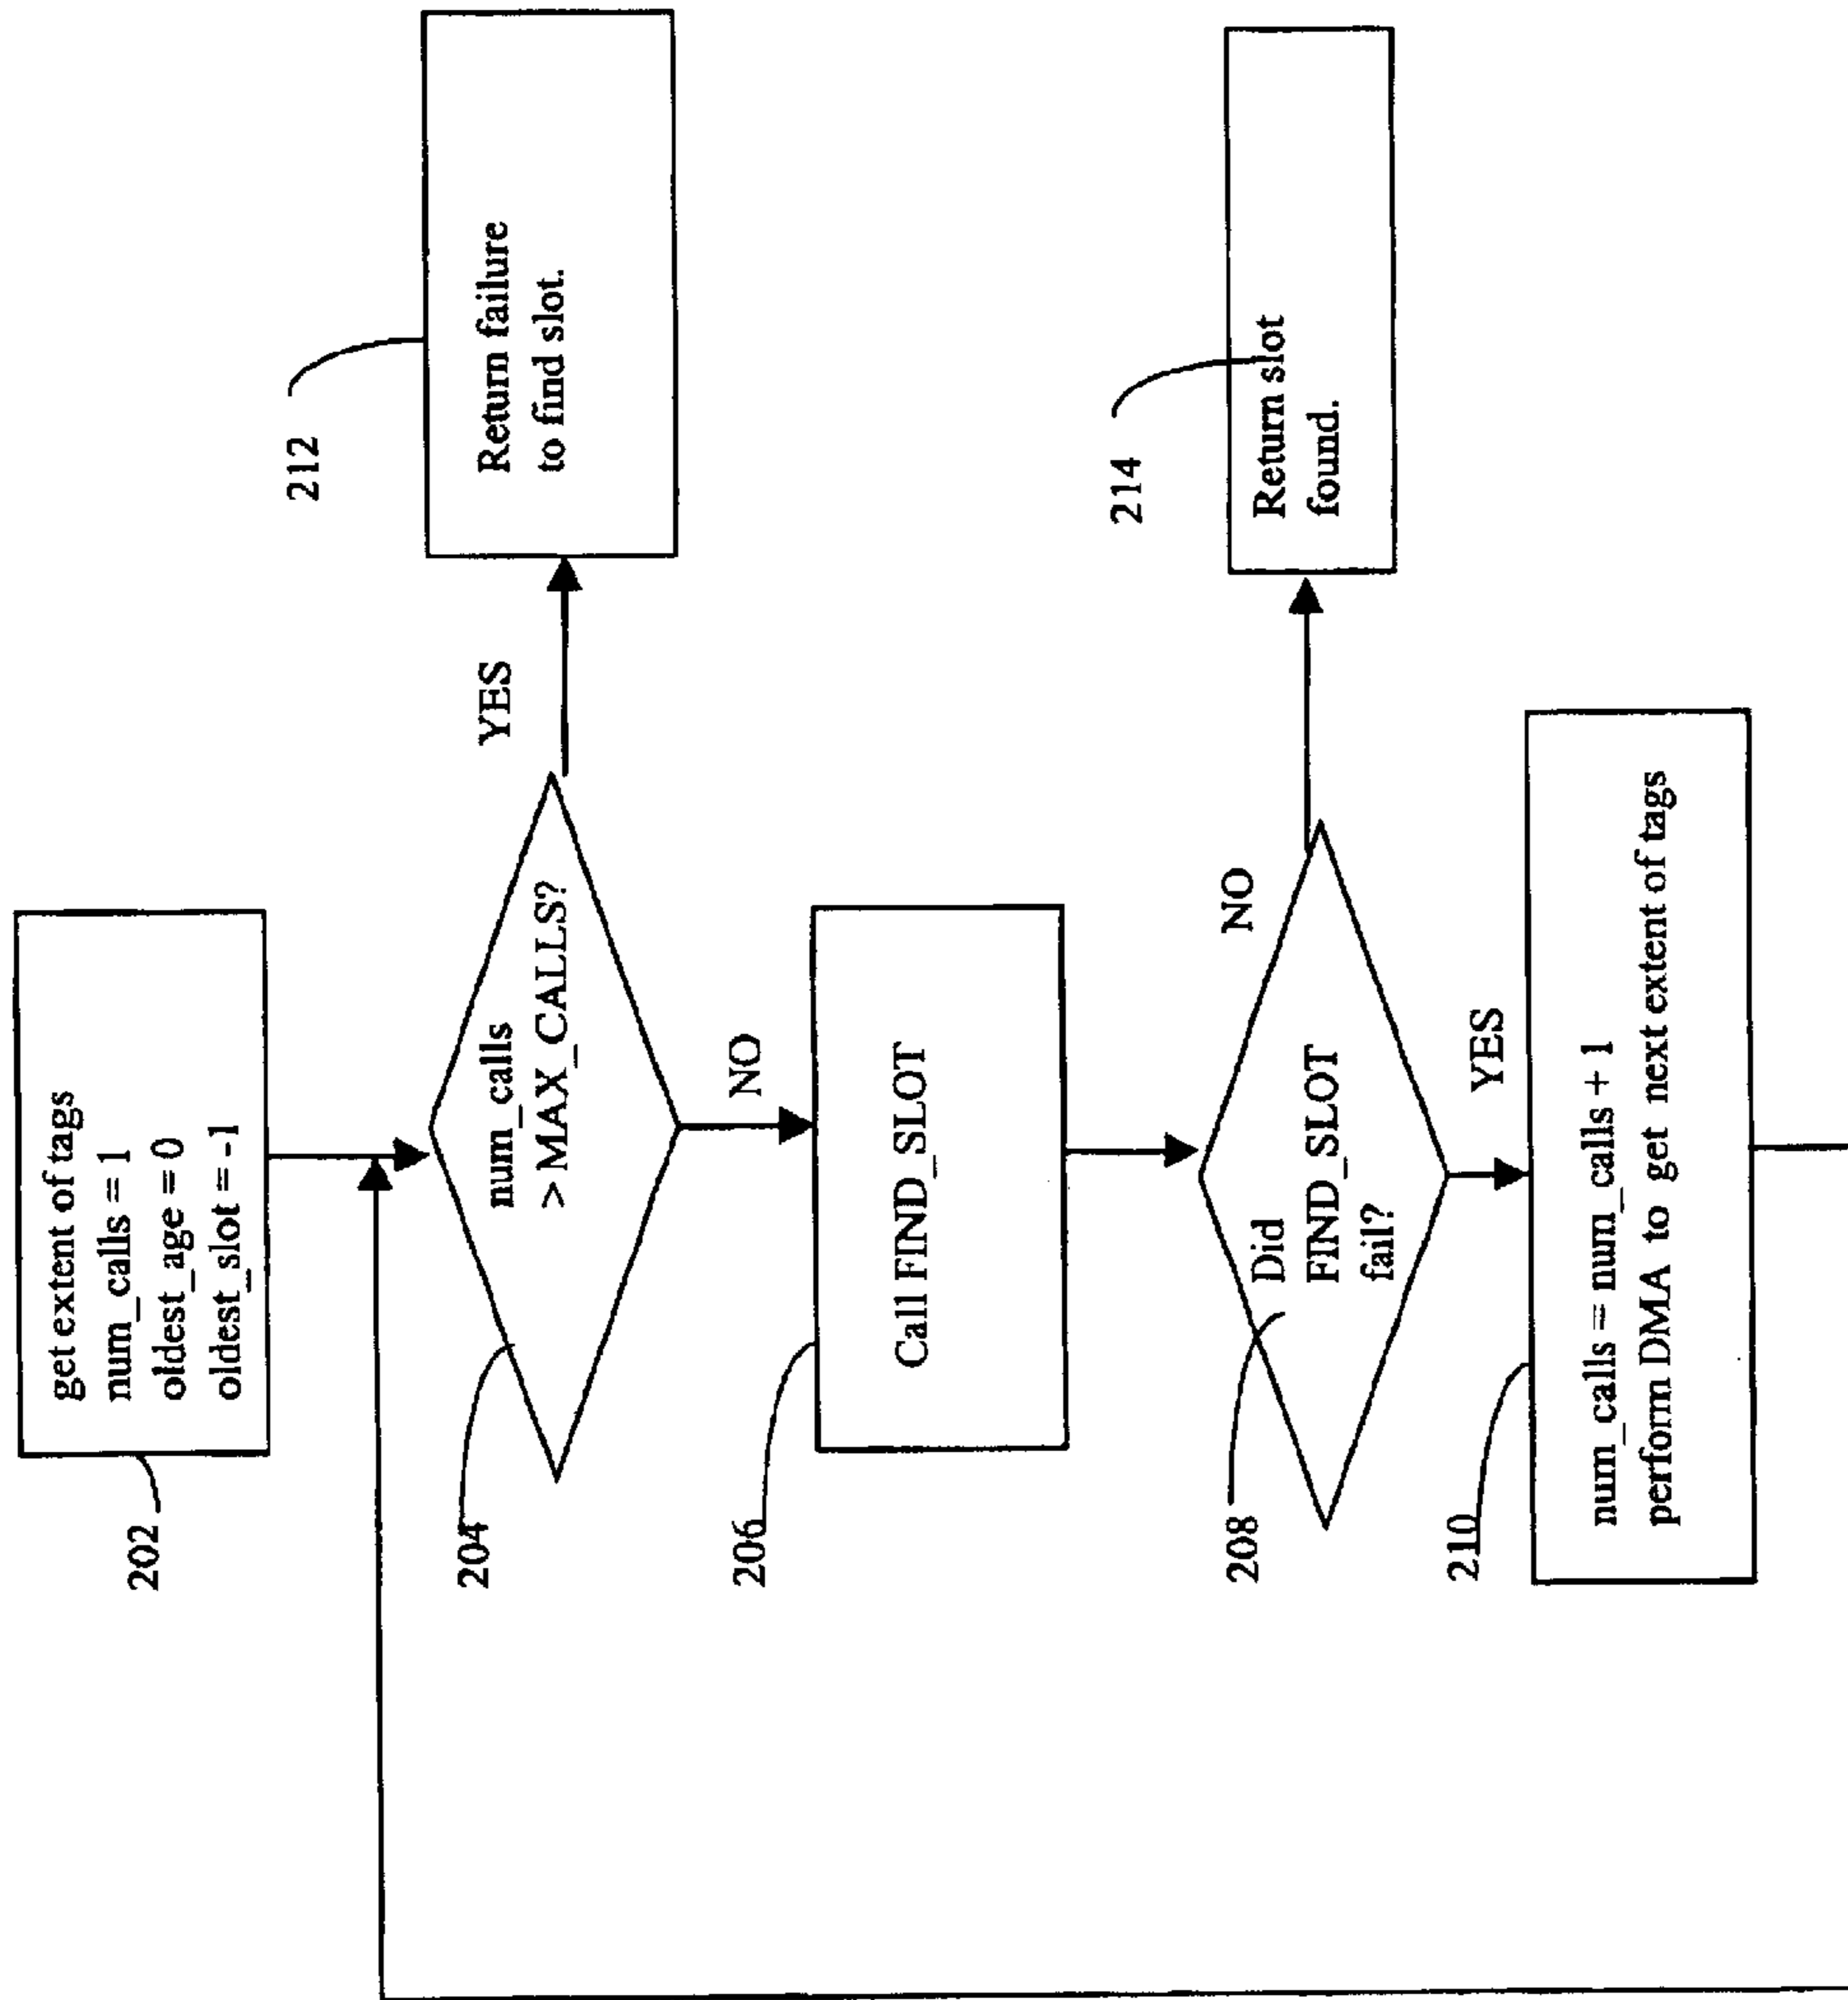 202
get extent of tags
num_calls = 1
oldest_age = 0
oldest_slot = -1
204
num_calls
>MAX_CALLS?
YES
212
Return failure
to find slot.
NO
206
Call FIND_SLOT
208
Did
FIND_SLOT
fail?
NO
214
Return slot
found.
YES
210
num_calls = num_calls + 1
perform DMA to get next extent of tags